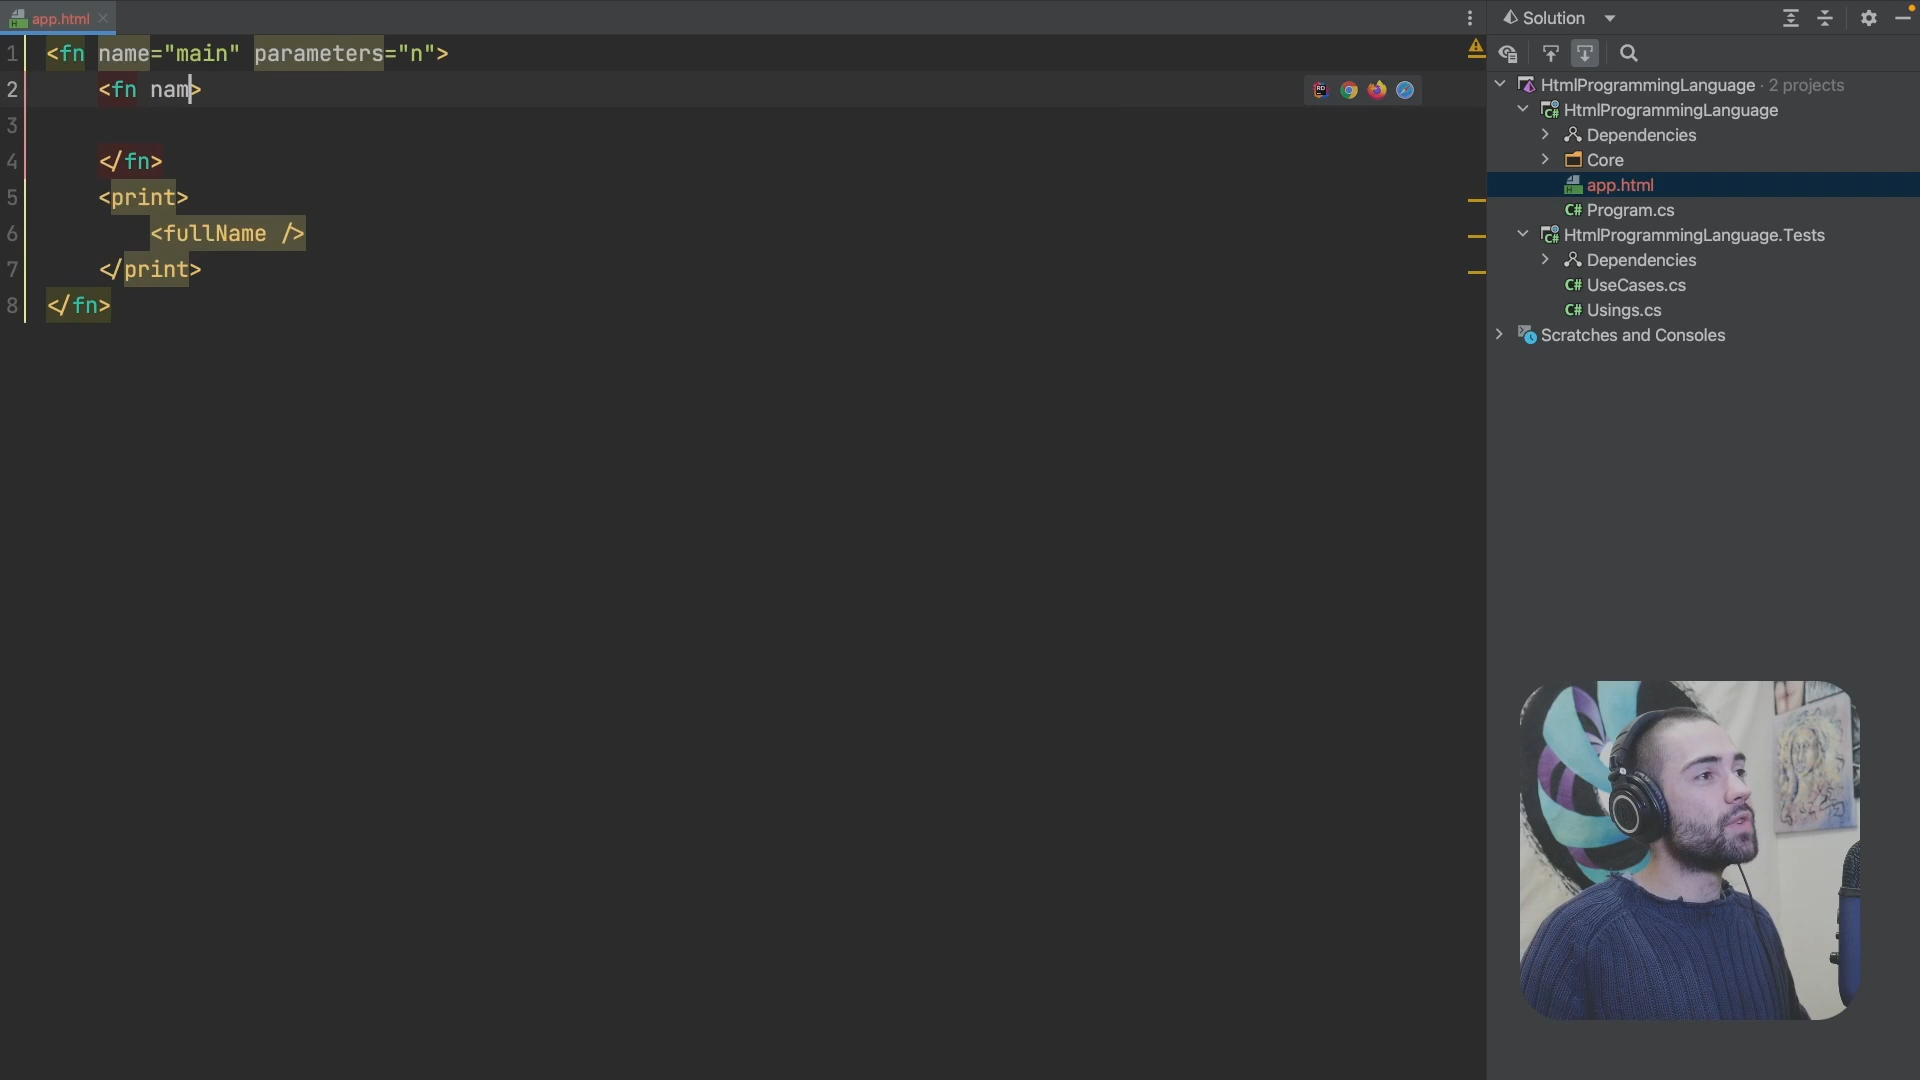 app.html
Solution
1 <fn name="main" parameters="n">
2 <fn nam>
3
4 </fn>
5 <print>
6 <fullName />
7 </print>
8 </fn>
HtmlProgrammingLanguage · 2 projects
HtmlProgrammingLanguage
Dependencies
Core
app.html
C# Program.cs
HtmlProgrammingLanguage.Tests
Dependencies
C# UseCases.cs
C# Usings.cs
Scratches and Consoles